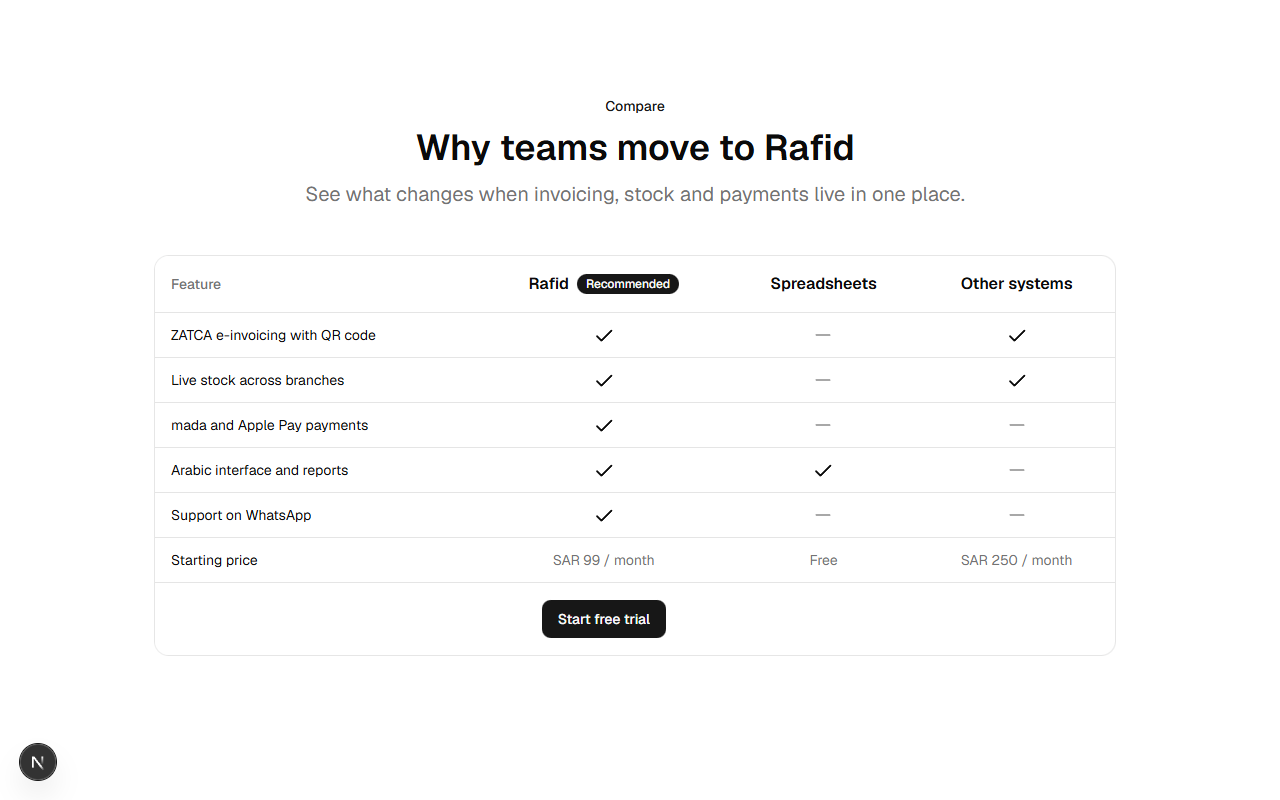 Compare
Why teams move to Rafid
See what changes when invoicing, stock and payments live in one place.
Feature Rafid Recommended Spreadsheets Other systems
ZATCA e-invoicing with QR code ✓ — ✓
Live stock across branches ✓ — ✓
mada and Apple Pay payments ✓ — —
Arabic interface and reports ✓ ✓ —
Support on WhatsApp ✓ — —
Starting price SAR 99 / month Free SAR 250 / month
Start free trial
N